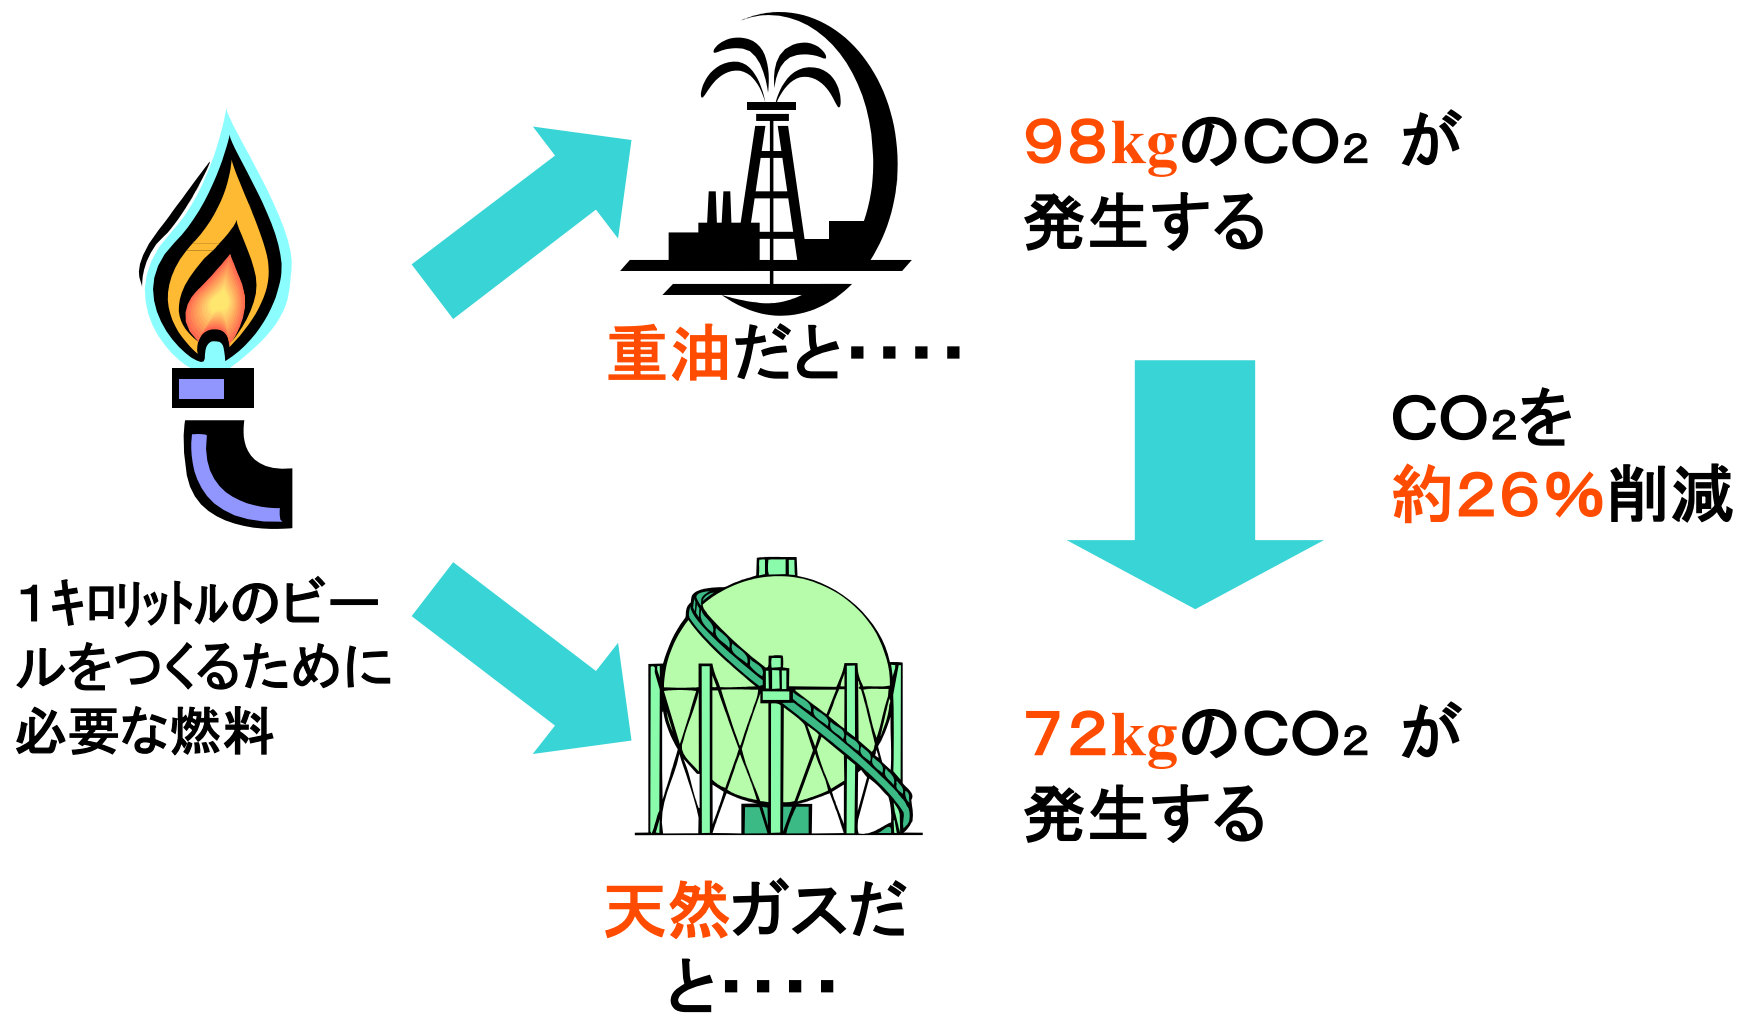 98kgのCO₂ が
発生する
重油だと・・・・
CO₂を
約26%削減
1キロリットルのビー
ルをつくるために
必要な燃料
72kgのCO₂ が
発生する
天然ガスだ
と・・・・